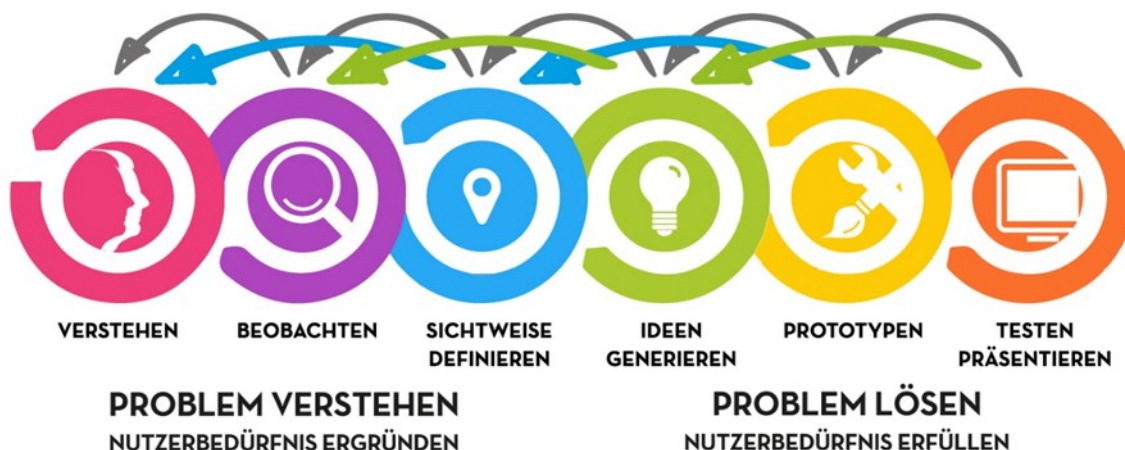 VERSTEHEN
BEOBACHTEN
SICHTWEISE
DEFINIEREN
IDEEN
GENERIEREN
PROTOTYPEN
TESTEN
PRÄSENTIEREN
PROBLEM VERSTEHEN
NUTZERBEDÜRFNIS ERGRÜNDEN
PROBLEM LÖSEN
NUTZERBEDÜRFNIS ERFÜLLEN